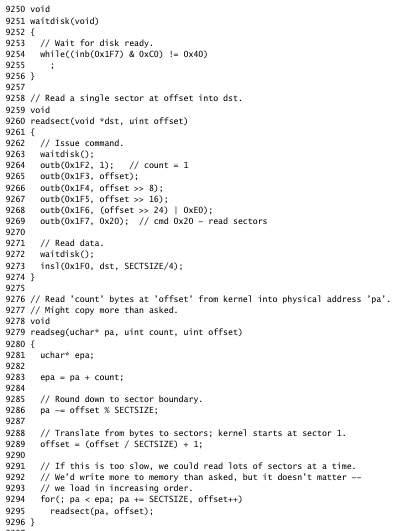 9250 void
9251 waitdisk(void)
9252 {
9253   // Wait for disk ready.
9254   while((inb(0x1F7) & 0xC0) != 0x40)
9255     ;
9256 }
9257
9258 // Read a single sector at offset into dst.
9259 void
9260 readsect(void *dst, uint offset)
9261 {
9262   // Issue command.
9263   waitdisk();
9264   outb(0x1F2, 1);   // count = 1
9265   outb(0x1F3, offset);
9266   outb(0x1F4, offset >> 8);
9267   outb(0x1F5, offset >> 16);
9268   outb(0x1F6, (offset >> 24) | 0xE0);
9269   outb(0x1F7, 0x20);  // cmd 0x20 - read sectors
9270
9271   // Read data.
9272   waitdisk();
9273   insl(0x1F0, dst, SECTSIZE/4);
9274 }
9275
9276 // Read 'count' bytes at 'offset' from kernel into physical address 'pa'.
9277 // Might copy more than asked.
9278 void
9279 readseg(uchar* pa, uint count, uint offset)
9280 {
9281   uchar* epa;
9282
9283   epa = pa + count;
9284
9285   // Round down to sector boundary.
9286   pa -= offset % SECTSIZE;
9287
9288   // Translate from bytes to sectors; kernel starts at sector 1.
9289   offset = (offset / SECTSIZE) + 1;
9290
9291   // If this is too slow, we could read lots of sectors at a time.
9292   // We'd write more to memory than asked, but it doesn't matter --
9293   // we load in increasing order.
9294   for(; pa < epa; pa += SECTSIZE, offset++)
9295     readsect(pa, offset);
9296 }